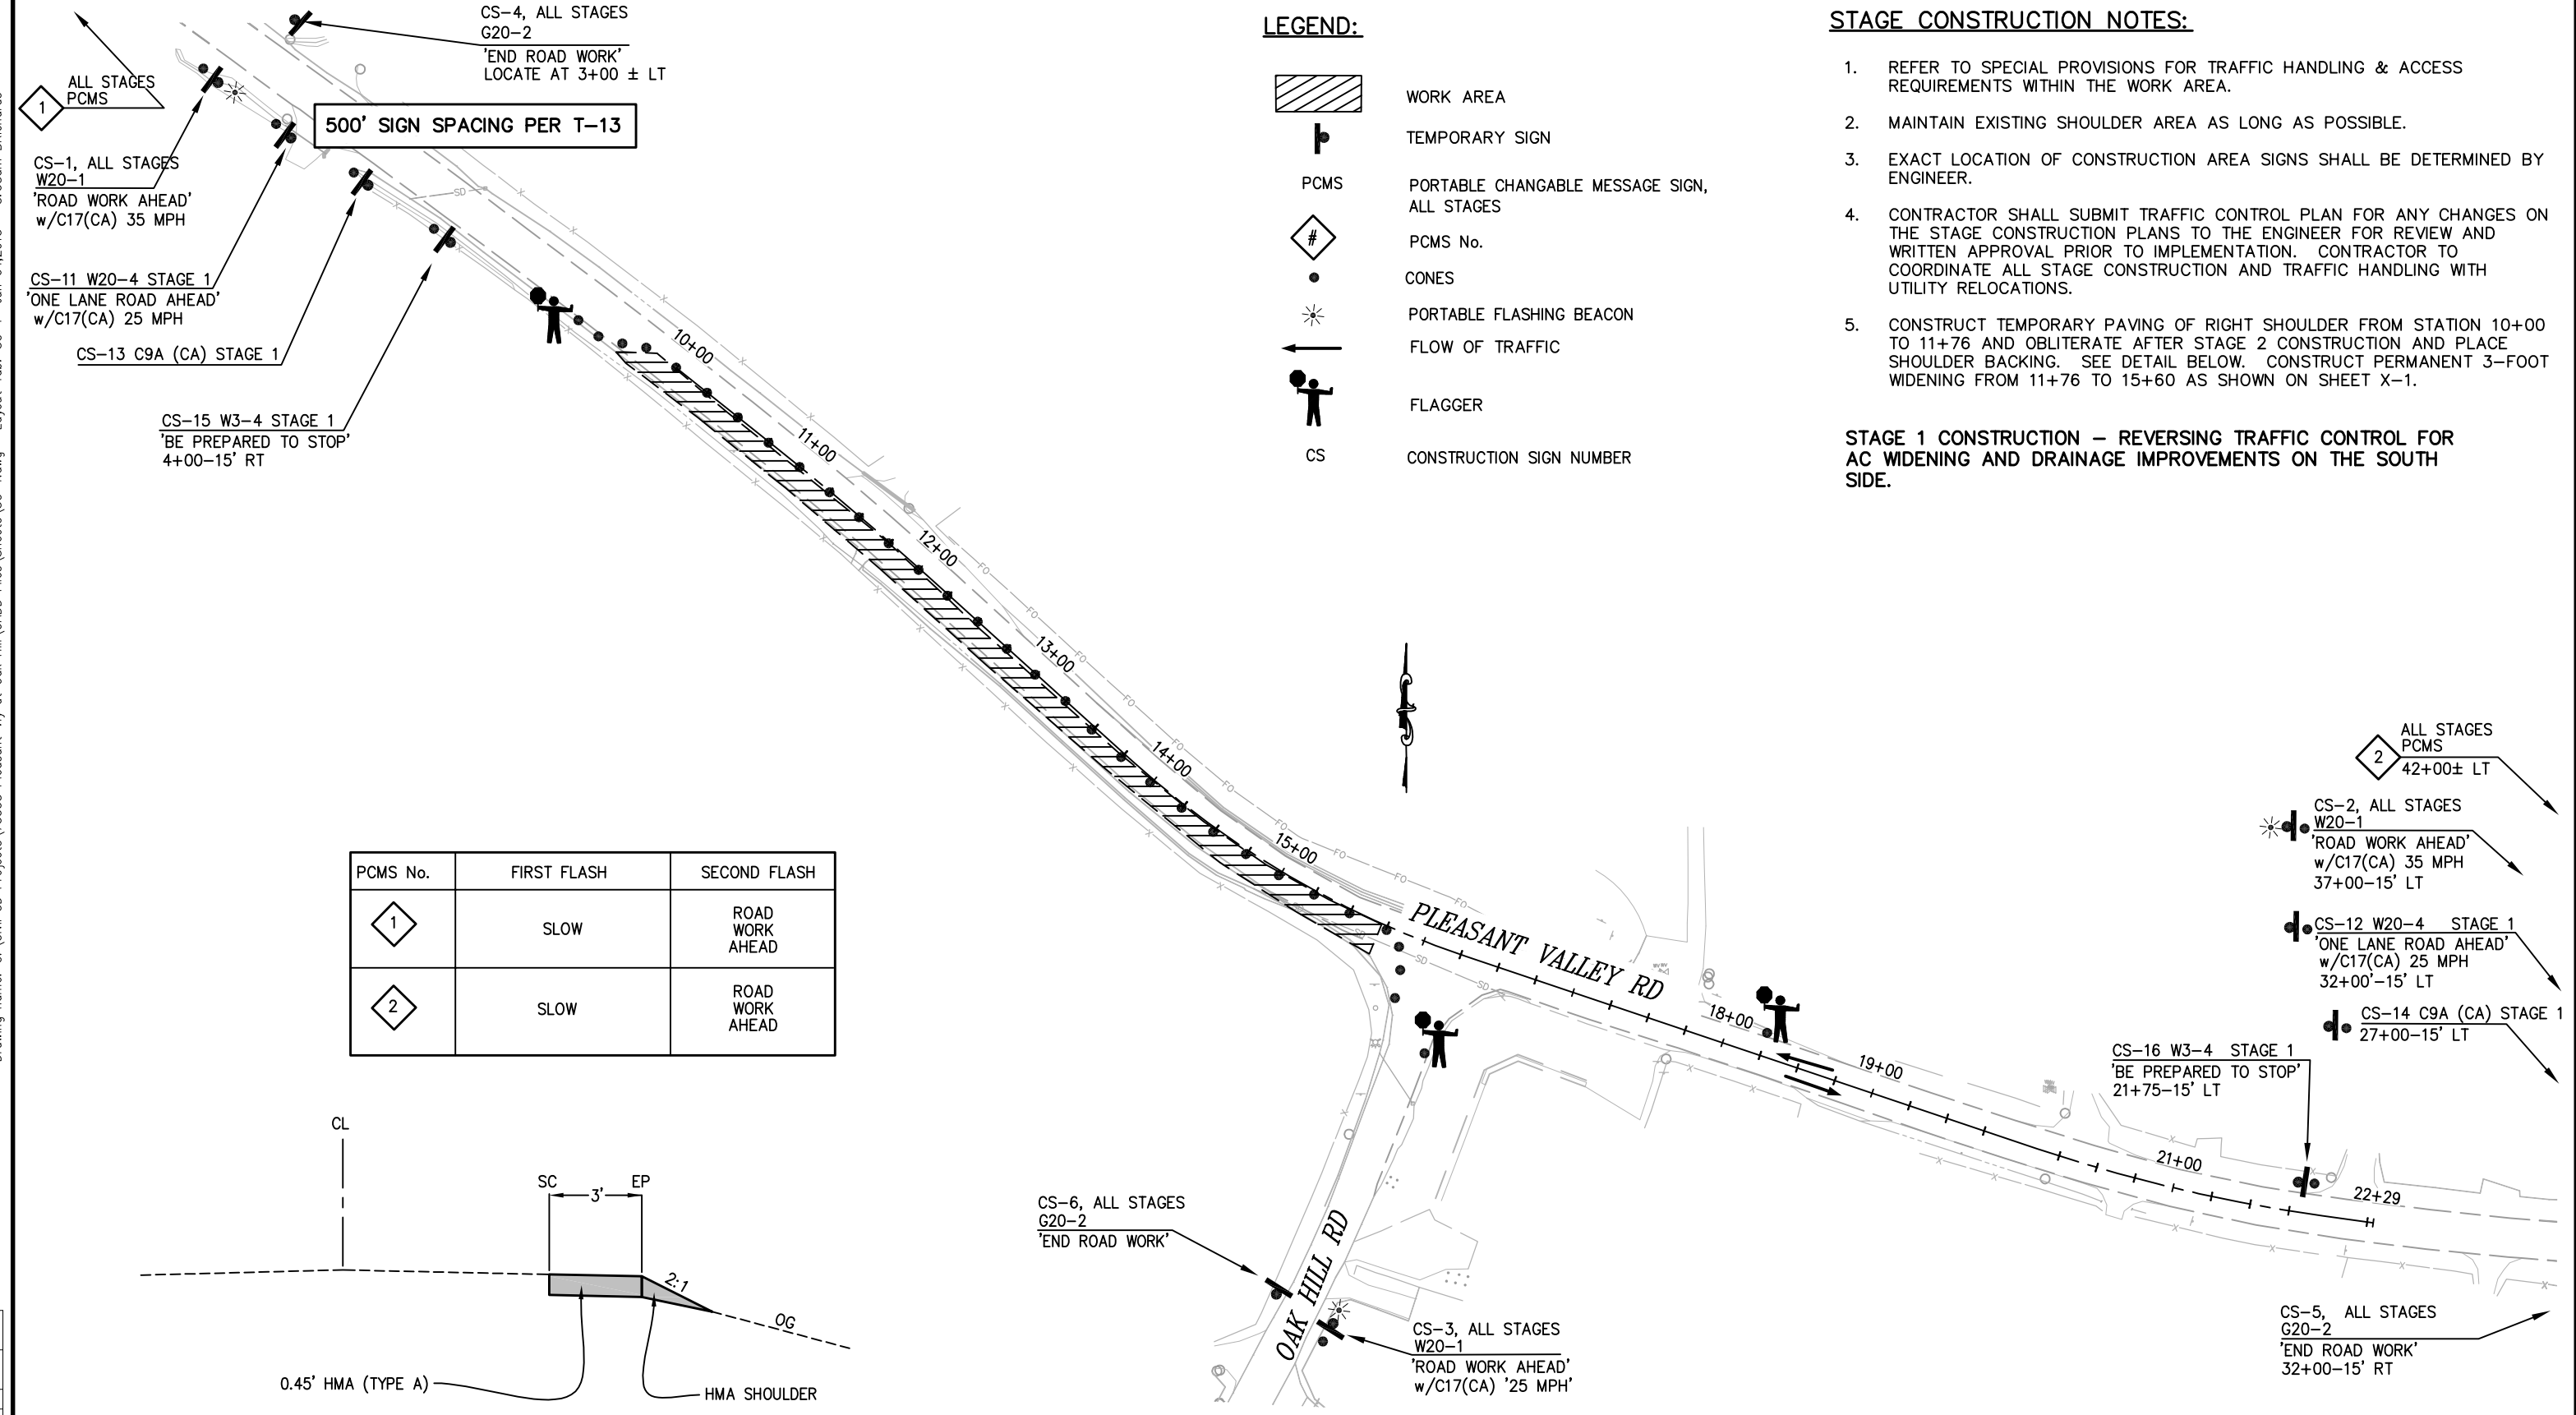 CS-4, ALL STAGES
G20-2
'END ROAD WORK'
LOCATE AT 3+00 ± LT
1
ALL STAGES
PCMS
500' SIGN SPACING PER T-13
CS-1, ALL STAGES
W20-1
'ROAD WORK AHEAD'
w/C17(CA) 35 MPH
CS-11 W20-4 STAGE 1
'ONE LANE ROAD AHEAD'
w/C17(CA) 25 MPH
CS-13 C9A (CA) STAGE 1
CS-15 W3-4 STAGE 1
'BE PREPARED TO STOP'
4+00-15' RT
LEGEND:
WORK AREA
TEMPORARY SIGN
PCMS
PORTABLE CHANGABLE MESSAGE SIGN,
ALL STAGES
#
PCMS No.
CONES
PORTABLE FLASHING BEACON
FLOW OF TRAFFIC
FLAGGER
CS
CONSTRUCTION SIGN NUMBER
STAGE CONSTRUCTION NOTES:
1. REFER TO SPECIAL PROVISIONS FOR TRAFFIC HANDLING & ACCESS
REQUIREMENTS WITHIN THE WORK AREA.
2. MAINTAIN EXISTING SHOULDER AREA AS LONG AS POSSIBLE.
3. EXACT LOCATION OF CONSTRUCTION AREA SIGNS SHALL BE DETERMINED BY
ENGINEER.
4. CONTRACTOR SHALL SUBMIT TRAFFIC CONTROL PLAN FOR ANY CHANGES ON
THE STAGE CONSTRUCTION PLANS TO THE ENGINEER FOR REVIEW AND
WRITTEN APPROVAL PRIOR TO IMPLEMENTATION. CONTRACTOR TO
COORDINATE ALL STAGE CONSTRUCTION AND TRAFFIC HANDLING WITH
UTILITY RELOCATIONS.
5. CONSTRUCT TEMPORARY PAVING OF RIGHT SHOULDER FROM STATION 10+00
TO 11+76 AND OBLITERATE AFTER STAGE 2 CONSTRUCTION AND PLACE
SHOULDER BACKING. SEE DETAIL BELOW. CONSTRUCT PERMANENT 3-FOOT
WIDENING FROM 11+76 TO 15+60 AS SHOWN ON SHEET X-1.
STAGE 1 CONSTRUCTION – REVERSING TRAFFIC CONTROL FOR
AC WIDENING AND DRAINAGE IMPROVEMENTS ON THE SOUTH
SIDE.
SD
10+00
11+00
12+00
FO
FO
13+00
FO
FO
14+00
FO
FO
15+00
FO
FO
FO
FO
SD
SD
PLEASANT VALLEY RD
18+00
19+00
21+00
22+29
2
ALL STAGES
PCMS
42+00± LT
CS-2, ALL STAGES
W20-1
'ROAD WORK AHEAD'
w/C17(CA) 35 MPH
37+00-15' LT
CS-12 W20-4 STAGE 1
'ONE LANE ROAD AHEAD'
w/C17(CA) 25 MPH
32+00'-15' LT
CS-14 C9A (CA) STAGE 1
27+00-15' LT
CS-16 W3-4 STAGE 1
'BE PREPARED TO STOP'
21+75-15' LT
PCMS No. FIRST FLASH SECOND FLASH
1 SLOW ROAD
WORK
AHEAD
2 SLOW ROAD
WORK
AHEAD
CL
SC
3'
EP
2:1
OG
0.45' HMA (TYPE A)
HMA SHOULDER
CS-6, ALL STAGES
G20-2
'END ROAD WORK'
OAK HILL RD
CS-3, ALL STAGES
W20-1
'ROAD WORK AHEAD'
w/C17(CA) '25 MPH'
CS-5, ALL STAGES
G20-2
'END ROAD WORK'
32+00-15' RT